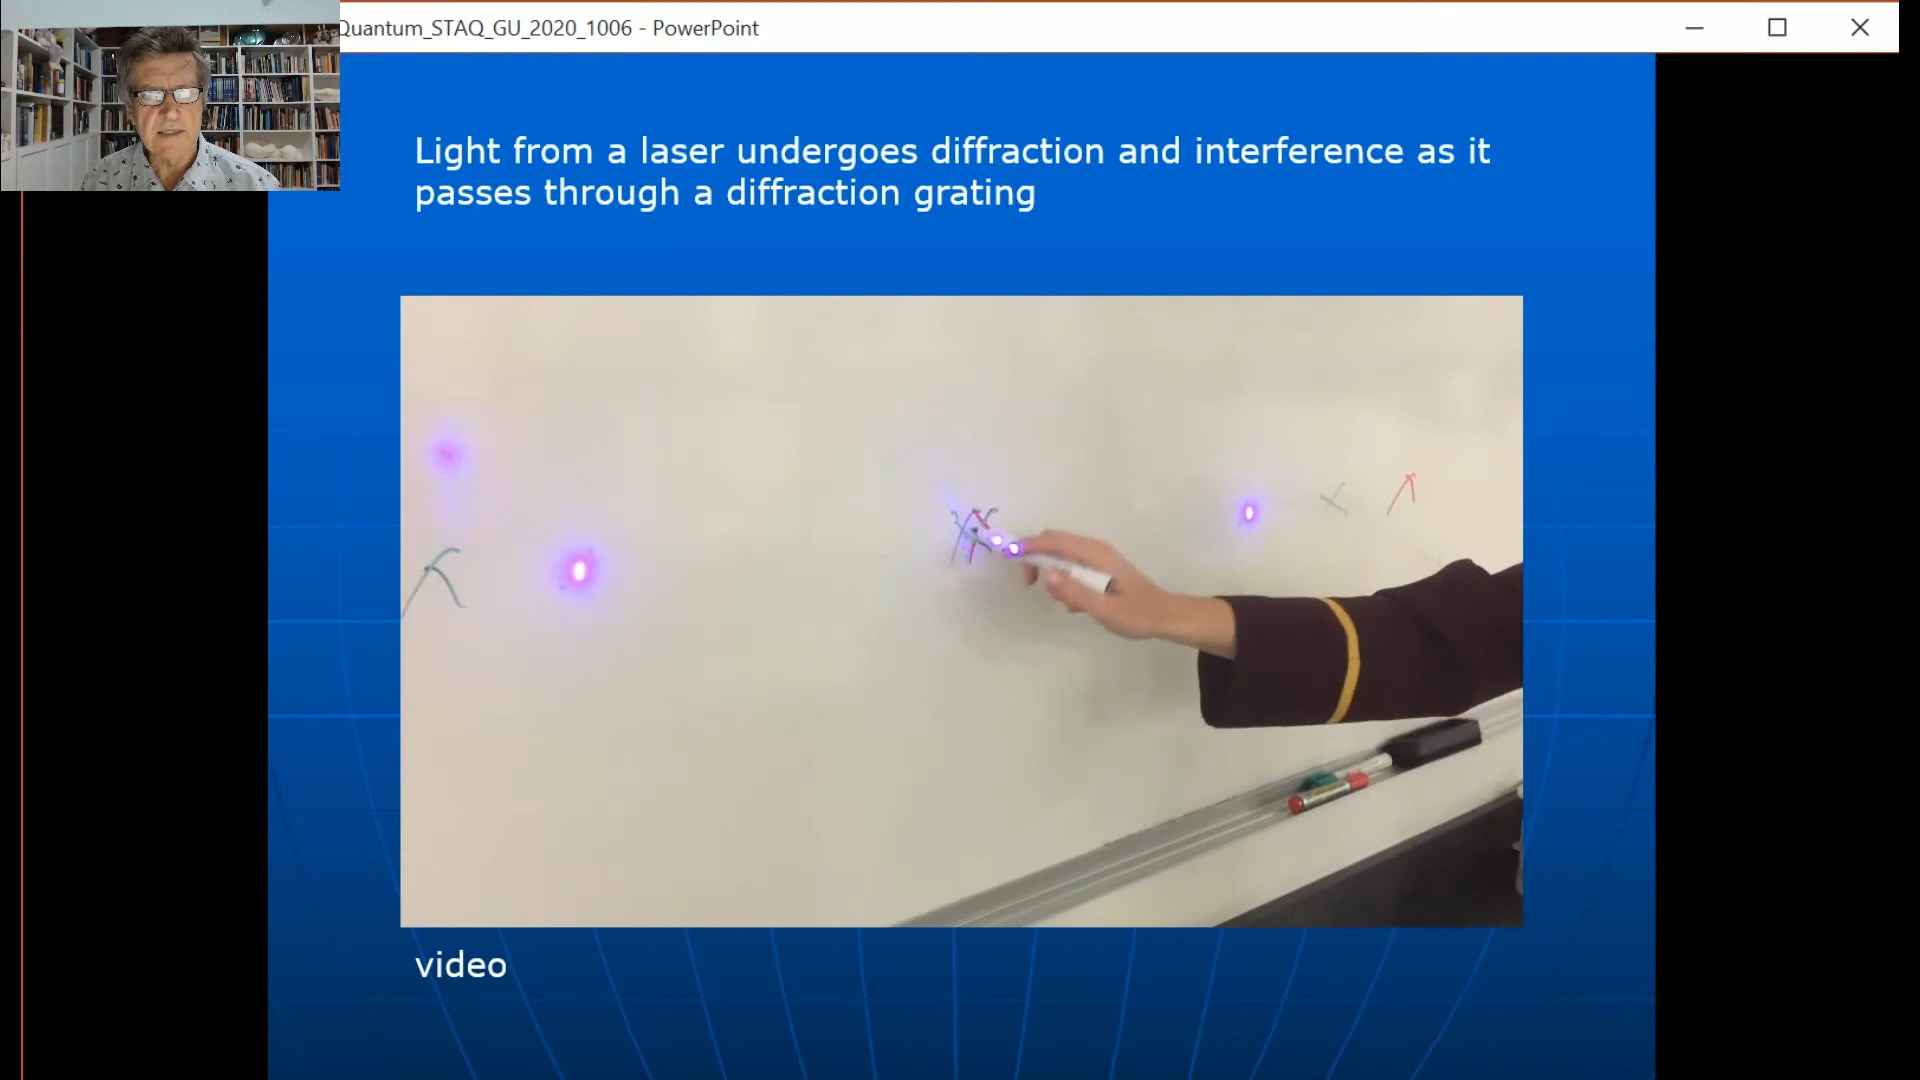 Quantum_STAQ_GU_2020_1006 - PowerPoint
Light from a laser undergoes diffraction and interference as it
passes through a diffraction grating
video